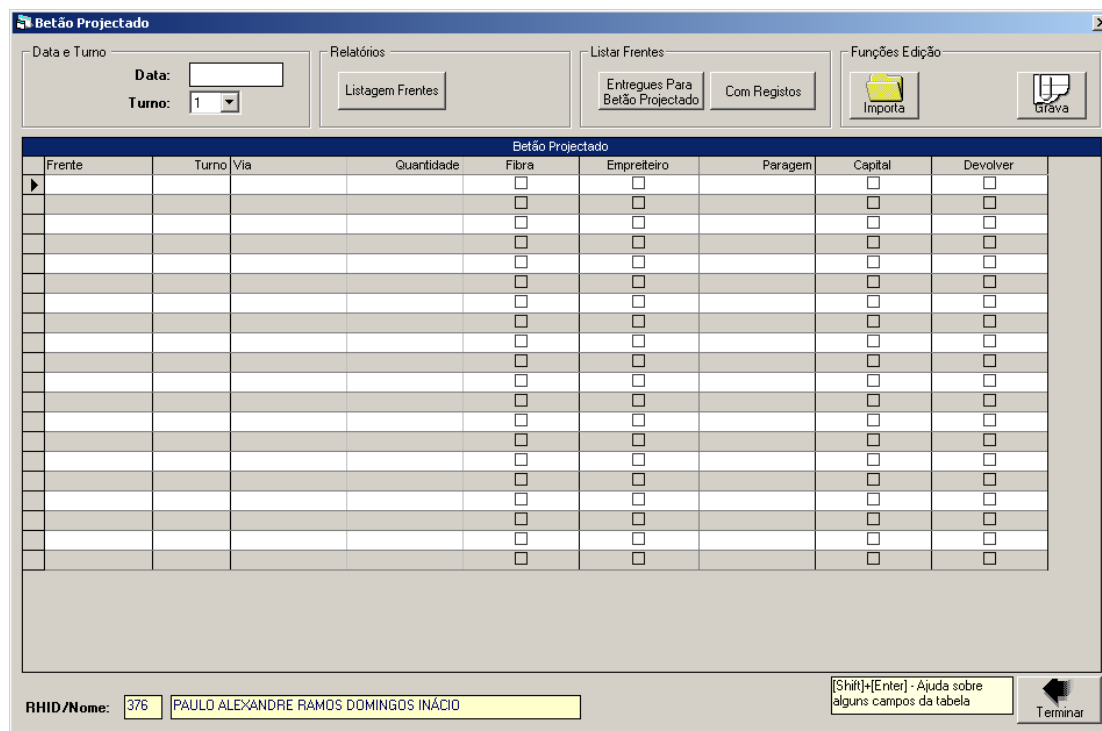 Betão Projectado
Data e Turno
Data:
Turno: 1
Relatórios
Listagem Frentes
Listar Frentes
Entregues Para
Betão Projectado
Com Registos
Funções Edição
Importa
Grava
Betão Projectado
Frente Turno Via Quantidade Fibra Empreiteiro Paragem Capital Devolver
[Shift]+[Enter] - Ajuda sobre
alguns campos da tabela
RHID/Nome: 376 PAULO ALEXANDRE RAMOS DOMINGOS INÁCIO
Terminar